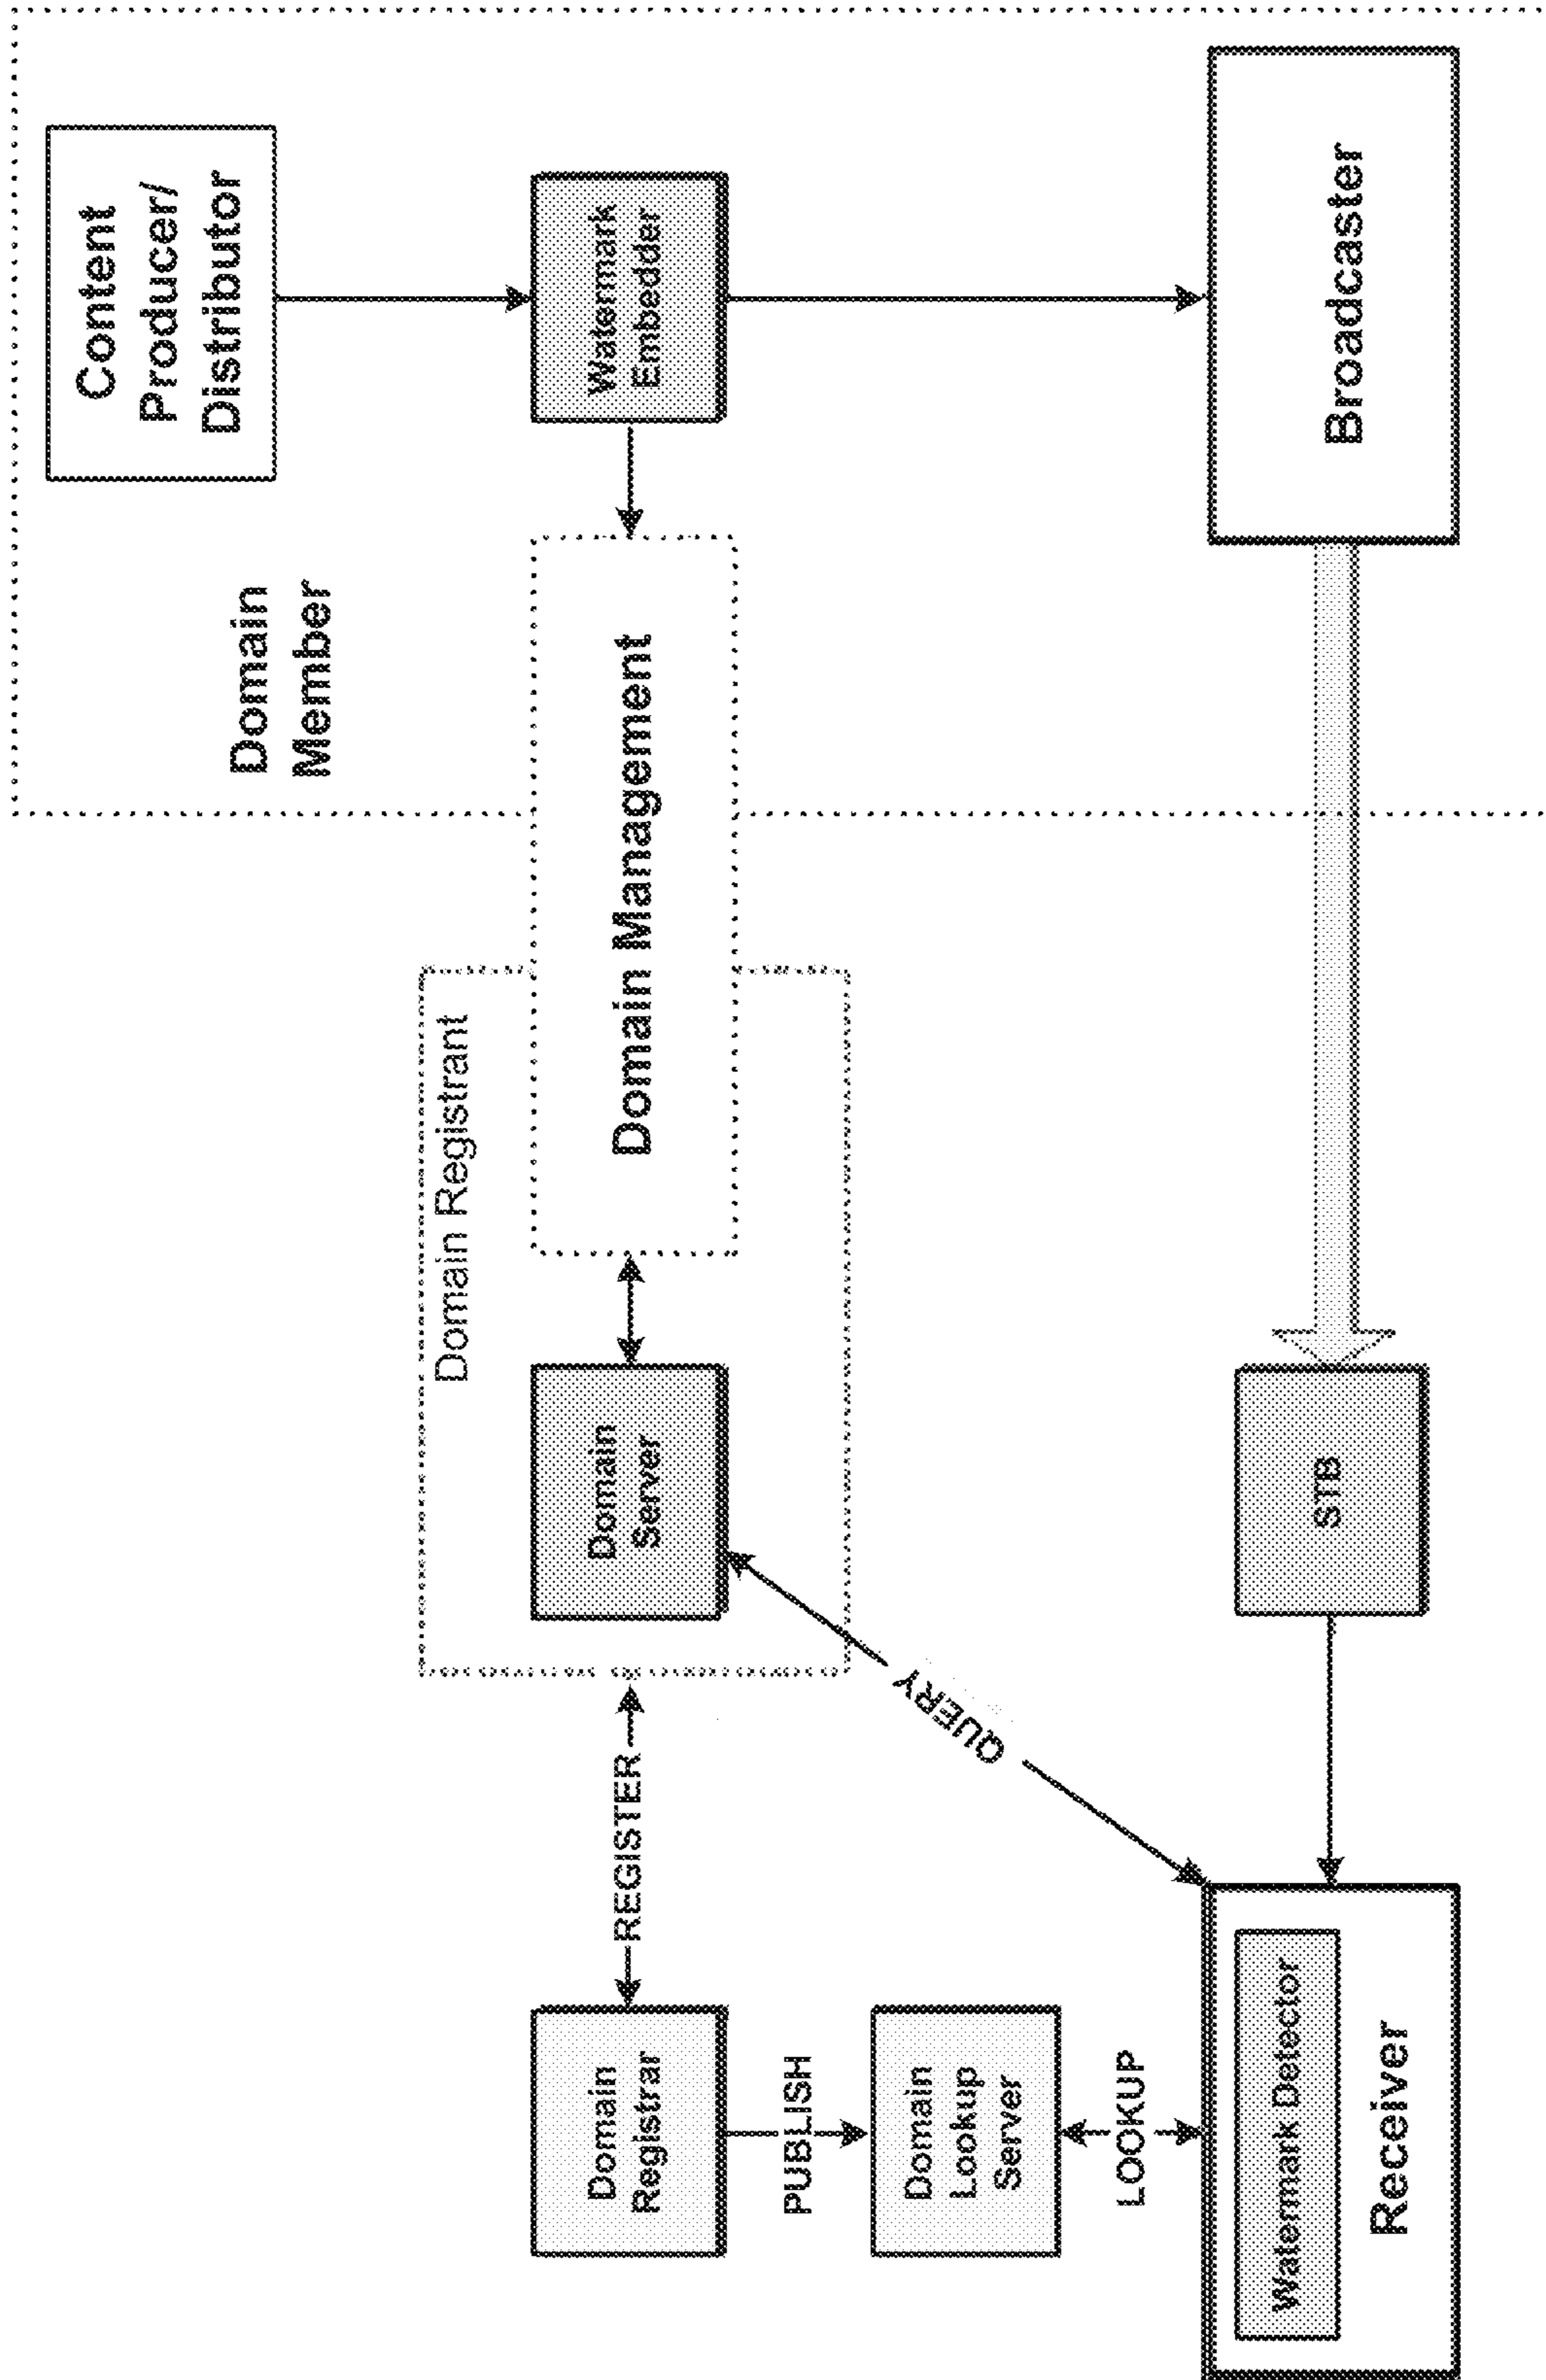 Content
Producer/
Distributor
Domain
Member
Watermark
Embedder
Domain Management
Domain Registrant
Domain
Server
REGISTER
Domain
Registrar
PUBLISH
Domain
Lookup
Server
LOOKUP
QUERY
Broadcaster
STB
Watermark Detector
Receiver